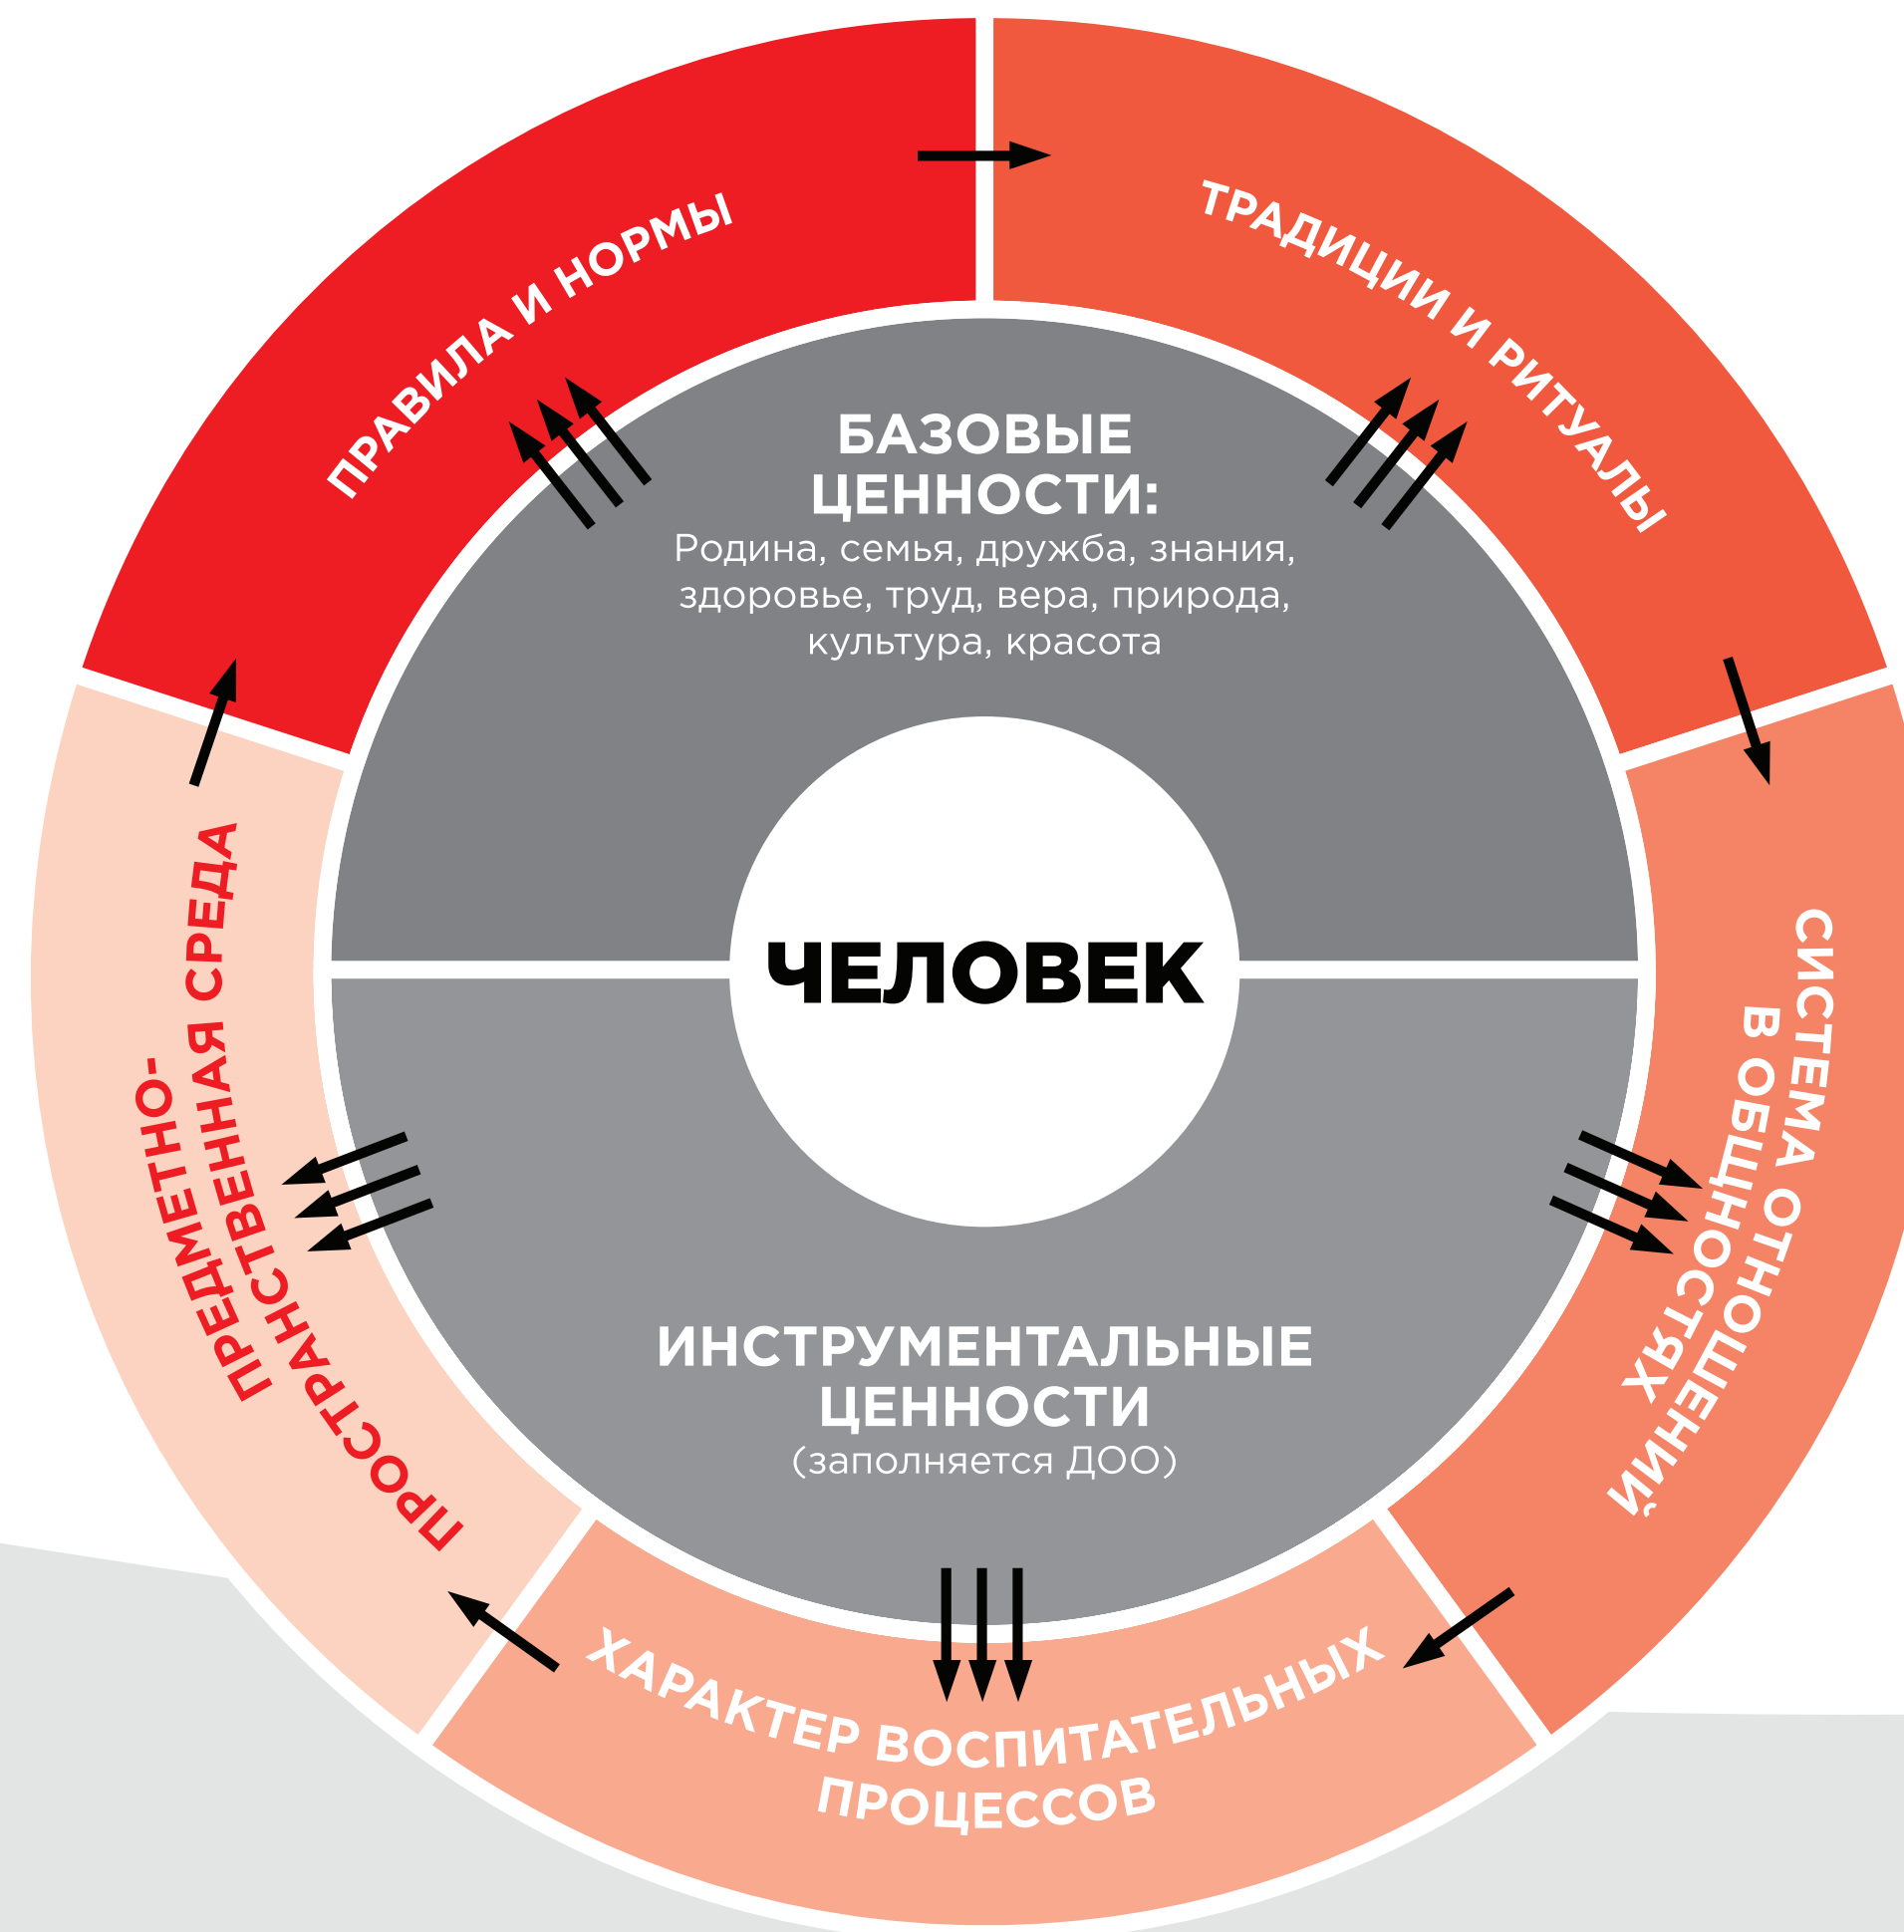 ПРАВИЛА И НОРМЫ
ТРАДИЦИИ И РИТУАЛЫ
БАЗОВЫЕ
ЦЕННОСТИ:
Родина, семья, дружба, знания,
здоровье, труд, вера, природа,
культура, красота
ЧЕЛОВЕК
СИСТЕМА ОТНОШЕНИЙ
В ОБЩНОСТЯХ
ИНСТРУМЕНТАЛЬНЫЕ
ЦЕННОСТИ
(заполняется ДОО)
ХАРАКТЕР ВОСПИТАТЕЛЬНЫХ
ПРОЦЕССОВ
ПРЕДМЕТНО-
ПРОСТРАНСТВЕННАЯ СРЕДА